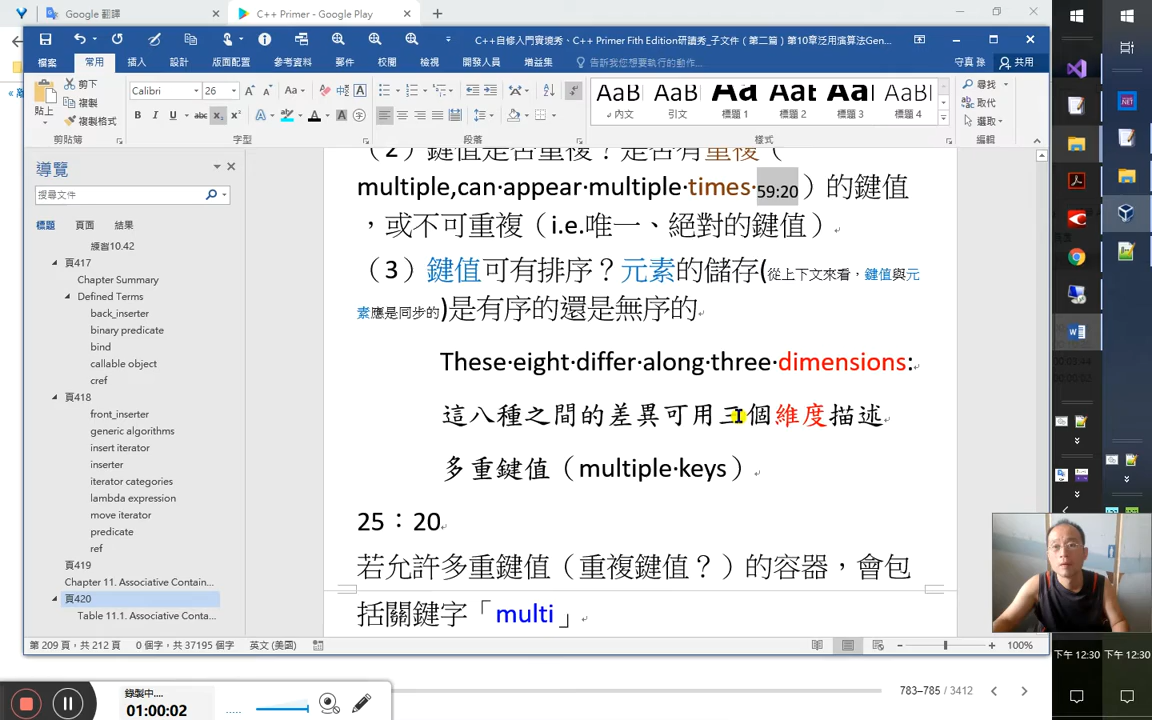 Google 翻譯
C++ Primer - Google Play
C++自修入門實境秀、C++ Primer Fith Edition研讀秀_子文件（第二篇）第10章泛用演算法Gen...
檔案 常用 插入 設計 版面配置 參考資料 郵件 校閱 檢視 開發人員 增益集 告訴我您想要執行的動作... 守真 孫 共用
貼上 剪下 複製 複製格式
Calibri 26
AaBb AaBb AaBb AaBb AaBb AaBb
內文 引文 標題 1 標題 2 標題 3 標題 4
尋找 取代 選取
剪貼簿 字型 段落 樣式 編輯
導覽
搜尋文件
標題 頁面 結果
練習10.42
頁417
Chapter Summary
Defined Terms
back_inserter
binary predicate
bind
callable object
cref
頁418
front_inserter
generic algorithms
insert iterator
inserter
iterator categories
lambda expression
move iterator
predicate
ref
頁419
Chapter 11. Associative Contain...
頁420
Table 11.1. Associative Conta...
（2）鍵值是否重複？是否有重複（
multiple,can appear multiple times 59:20）的鍵值
，或不可重複（i.e.唯一、絕對的鍵值）
（3）鍵值可有排序？元素的儲存(從上下文來看，鍵值與元
素應是同步的)是有序的還是無序的
These eight differ along three dimensions:
這八種之間的差異可用三個維度描述
多重鍵值（multiple keys）
25：20
若允許多重鍵值（重複鍵值？）的容器，會包
括關鍵字「multi」
第 209 頁，共 212 頁 0 個字，共 37195 個字 英文 (美國) 100%
錄製中....
01:00:02
783–785 / 3412
下午 12:30 下午 12:30